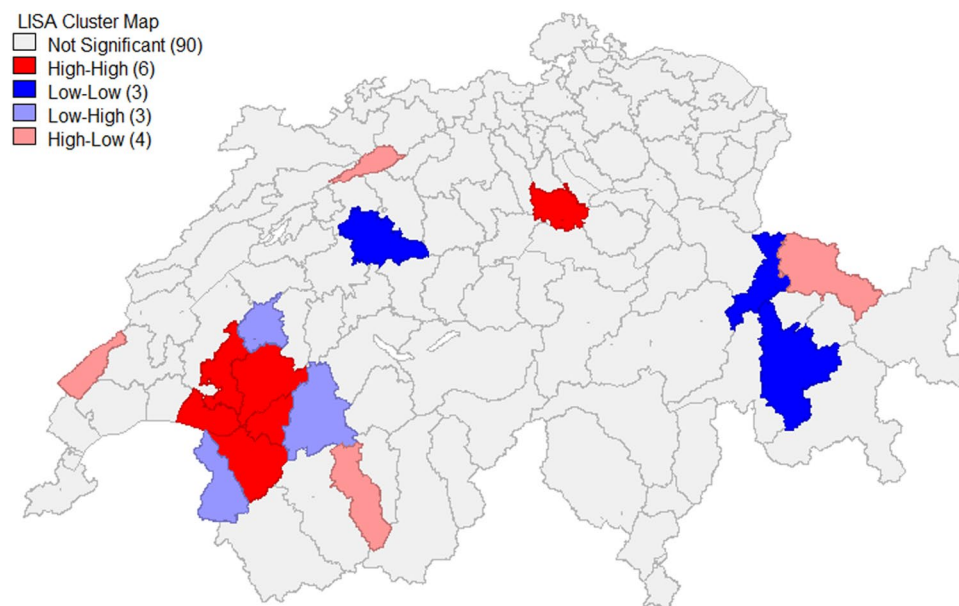 LISA Cluster Map
Not Significant (90)
High-High (6)
Low-Low (3)
Low-High (3)
High-Low (4)